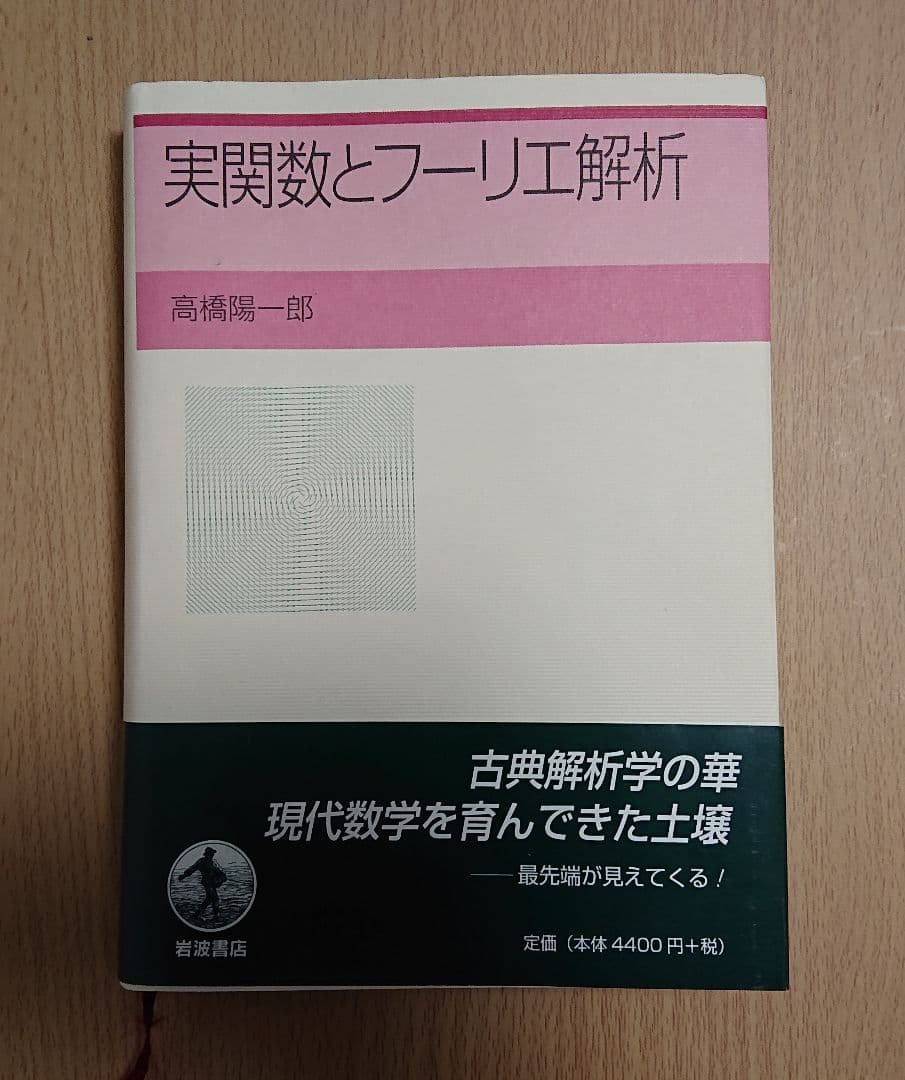 実関数とフーリエ解析
高橋陽一郎
古典解析学の華
現代数学を育んできた土壌
──最先端が見えてくる!
岩波書店
定価(本体4400円+税)